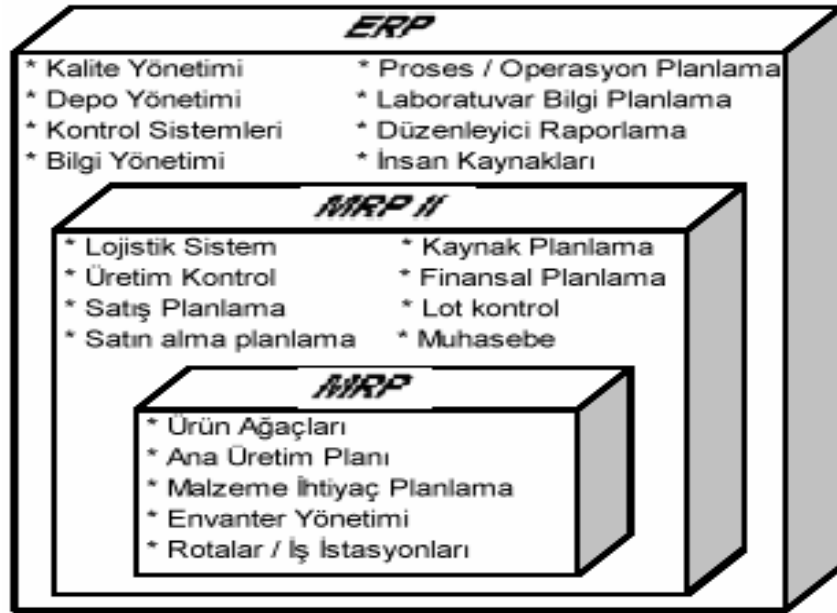 ERP
* Kalite Yönetimi * Proses / Operasyon Planlama
* Depo Yönetimi * Laboratuvar Bilgi Planlama
* Kontrol Sistemleri * Düzenleyici Raporlama
* Bilgi Yönetimi * İnsan Kaynakları
MRP II
* Lojistik Sistem * Kaynak Planlama
* Üretim Kontrol * Finansal Planlama
* Satış Planlama * Lot kontrol
* Satın alma planlama * Muhasebe
MRP
* Ürün Ağaçları
* Ana Üretim Planı
* Malzeme İhtiyaç Planlama
* Envanter Yönetimi
* Rotalar / İş İstasyonları